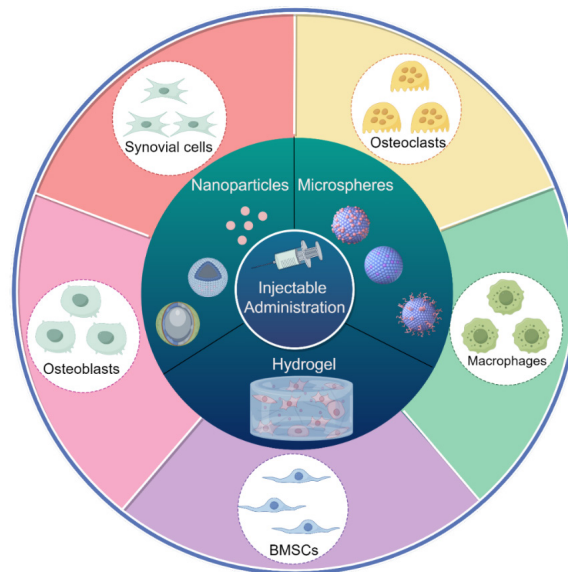 Synovial cells
Osteoclasts
Nanoparticles
Microspheres
Injectable
Administration
Osteoblasts
Macrophages
Hydrogel
BMSCs